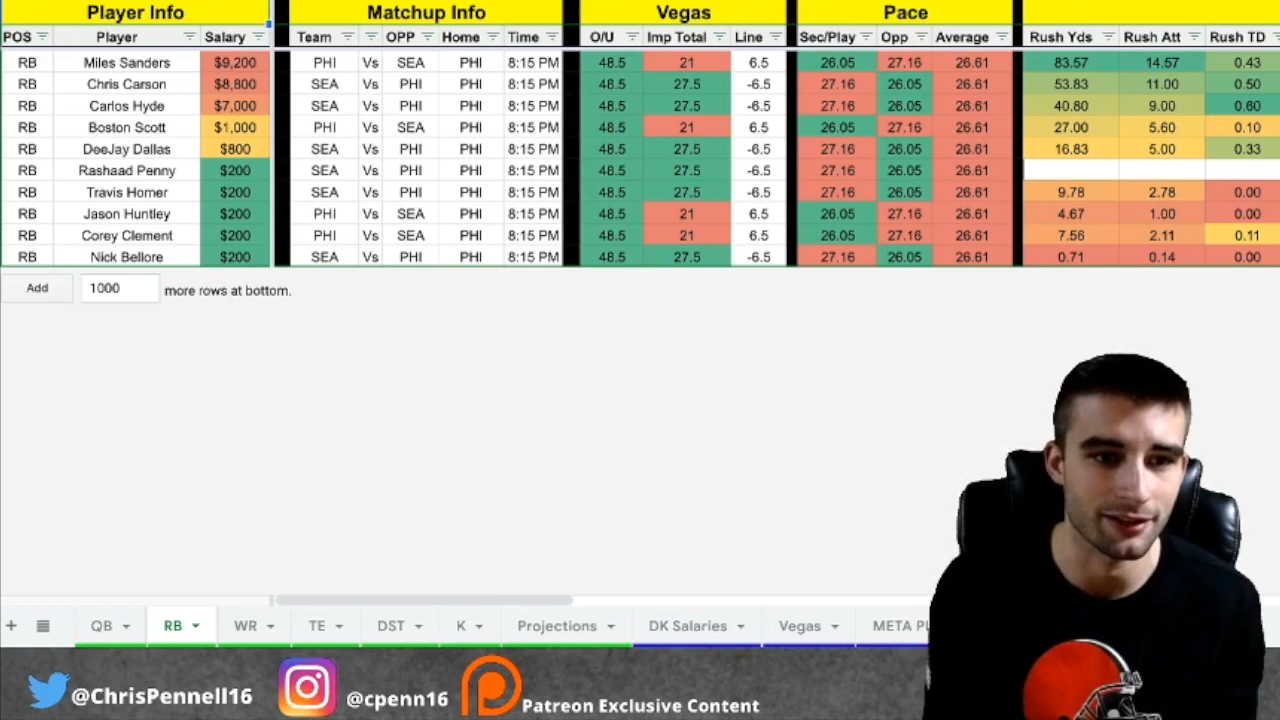 Player Info Matchup Info Vegas Pace
POS Player Salary Team OPP Home Time O/U Imp Total Line Sec/Play Opp Average Rush Yds Rush Att Rush TD
RB Miles Sanders $9,200 PHI Vs SEA PHI 8:15 PM 48.5 21 6.5 26.05 27.16 26.61 83.57 14.57 0.43
RB Chris Carson $8,800 SEA Vs PHI PHI 8:15 PM 48.5 27.5 -6.5 27.16 26.05 26.61 53.83 11.00 0.50
RB Carlos Hyde $7,000 SEA Vs PHI PHI 8:15 PM 48.5 27.5 -6.5 27.16 26.05 26.61 40.80 9.00 0.60
RB Boston Scott $1,000 PHI Vs SEA PHI 8:15 PM 48.5 21 6.5 26.05 27.16 26.61 27.00 5.60 0.10
RB DeeJay Dallas $800 SEA Vs PHI PHI 8:15 PM 48.5 27.5 -6.5 27.16 26.05 26.61 16.83 5.00 0.33
RB Rashaad Penny $200 SEA Vs PHI PHI 8:15 PM 48.5 27.5 -6.5 27.16 26.05 26.61
RB Travis Homer $200 SEA Vs PHI PHI 8:15 PM 48.5 27.5 -6.5 27.16 26.05 26.61 9.78 2.78 0.00
RB Jason Huntley $200 PHI Vs SEA PHI 8:15 PM 48.5 21 6.5 26.05 27.16 26.61 4.67 1.00 0.00
RB Corey Clement $200 PHI Vs SEA PHI 8:15 PM 48.5 21 6.5 26.05 27.16 26.61 7.56 2.11 0.11
RB Nick Bellore $200 SEA Vs PHI PHI 8:15 PM 48.5 27.5 -6.5 27.16 26.05 26.61 0.71 0.14 0.00
Add 1000 more rows at bottom.
+ QB RB WR TE DST K Projections DK Salaries Vegas META PL
@ChrisPennell16 @cpenn16 Patreon Exclusive Content